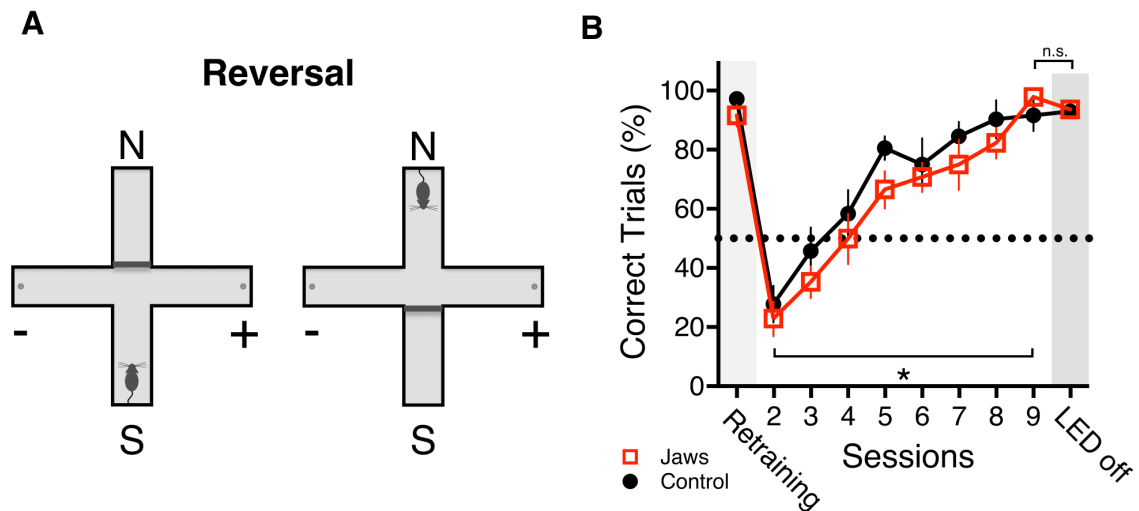 A
Reversal
N
N
-
+
-
+
S
S
B
n.s.
100
80
60
40
20
0
Correct Trials (%)
*
Retraining
2
3
4
5
6
7
8
9
LED off
Sessions
Jaws
Control